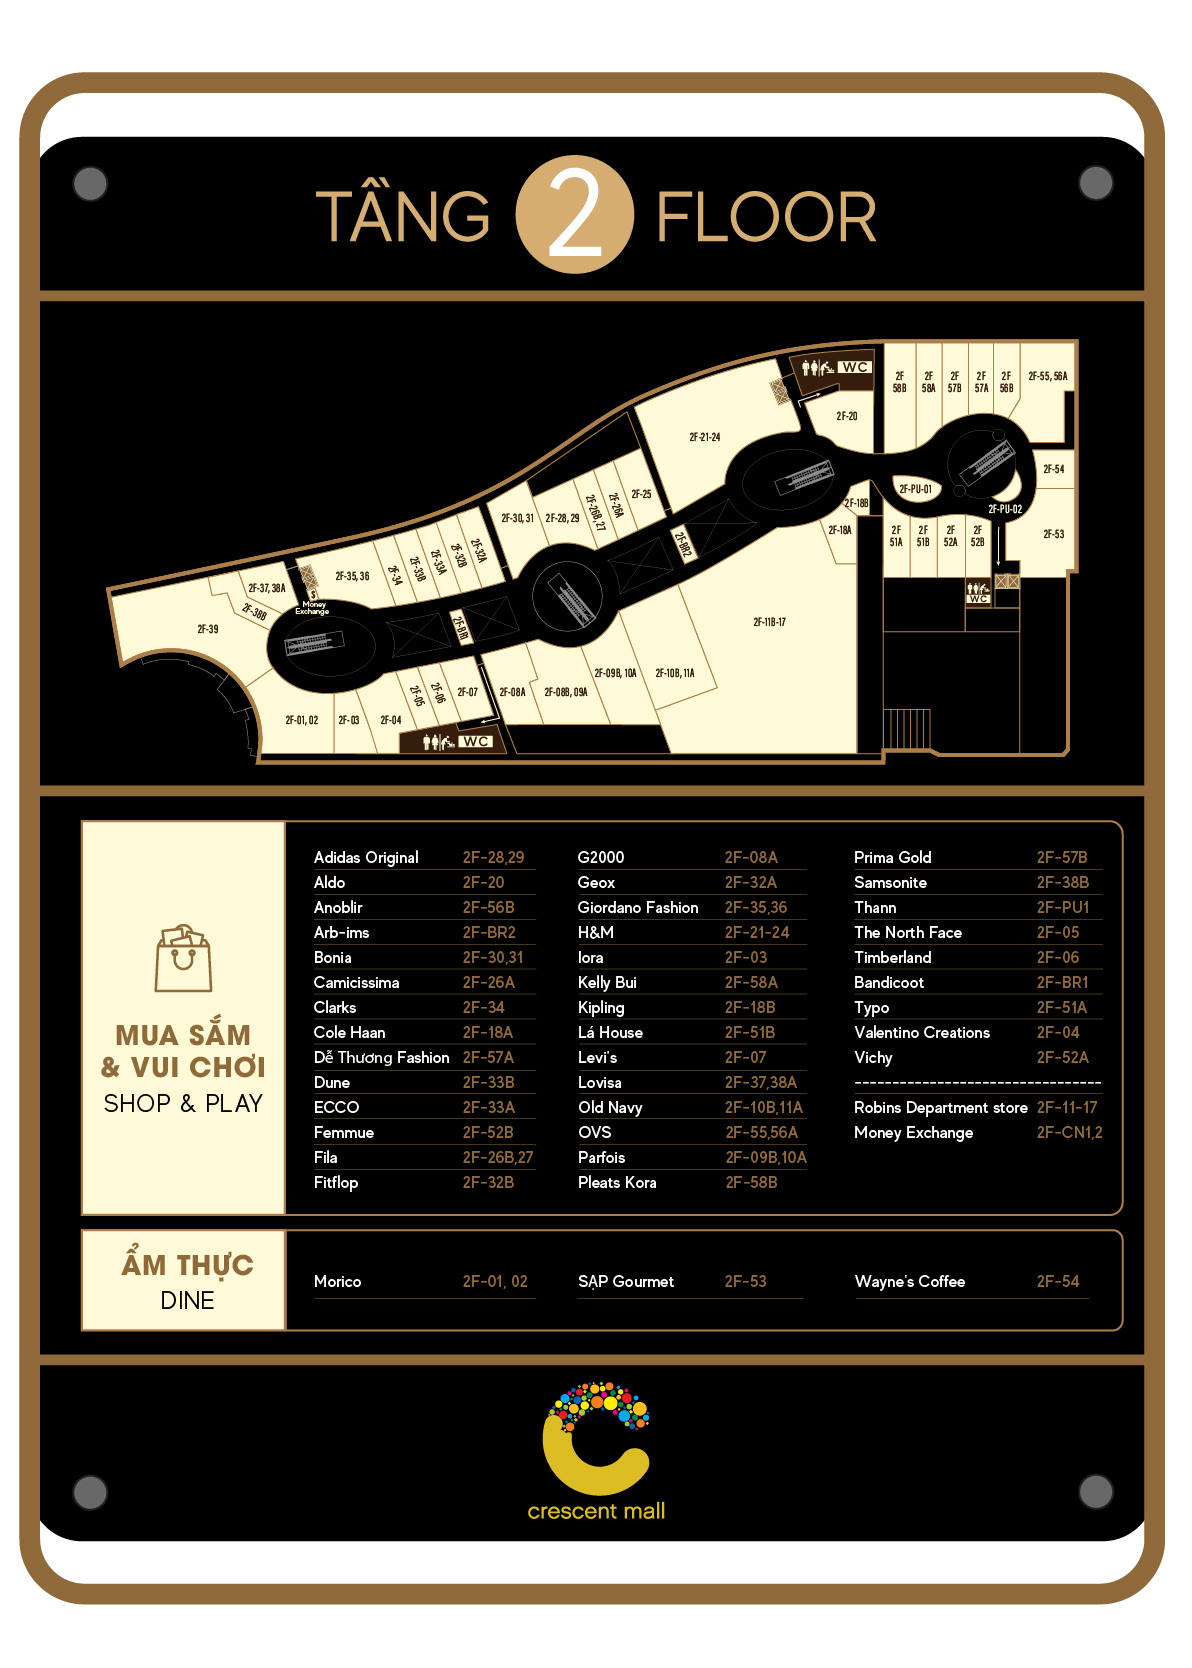 TẦNG 2 FLOOR
WC
2F 58B
2F 58A
2F 57B
2F 57A
2F 56B
2F-55, 56A
2F-20
2F-21-24
2F-54
2F-PU-01
2F-25
2F-26A
2F-26B, 27
2F-28, 29
2F-30, 31
2F-18B
2F-PU-02
2F-18A
2F 51A
2F 51B
2F 52A
2F 52B
2F-53
2F-BR2
2F-32A
2F-32B
2F-33A
2F-33B
2F-34
2F-35, 36
2F-37, 38A
2F-38B
Money
Exchange
$
WC
2F-39
2F-BR1
2F-11B-17
2F-09B, 10A
2F-10B, 11A
2F-05
2F-06
2F-07
2F-08A
2F-08B, 09A
2F-01, 02
2F-03
2F-04
WC
MUA SẮM
& VUI CHƠI
SHOP & PLAY
Adidas Original 2F-28,29
Aldo 2F-20
Anoblir 2F-56B
Arb-ims 2F-BR2
Bonia 2F-30,31
Camicissima 2F-26A
Clarks 2F-34
Cole Haan 2F-18A
Dễ Thương Fashion 2F-57A
Dune 2F-33B
ECCO 2F-33A
Femmue 2F-52B
Fila 2F-26B,27
Fitflop 2F-32B
G2000 2F-08A
Geox 2F-32A
Giordano Fashion 2F-35,36
H&M 2F-21-24
Iora 2F-03
Kelly Bui 2F-58A
Kipling 2F-18B
Lá House 2F-51B
Levi's 2F-07
Lovisa 2F-37,38A
Old Navy 2F-10B,11A
OVS 2F-55,56A
Parfois 2F-09B,10A
Pleats Kora 2F-58B
Prima Gold 2F-57B
Samsonite 2F-38B
Thann 2F-PU1
The North Face 2F-05
Timberland 2F-06
Bandicoot 2F-BR1
Typo 2F-51A
Valentino Creations 2F-04
Vichy 2F-52A
---------------------------------
Robins Department store 2F-11-17
Money Exchange 2F-CN1,2
ẨM THỰC
DINE
Morico 2F-01, 02
SẠP Gourmet 2F-53
Wayne's Coffee 2F-54
crescent mall